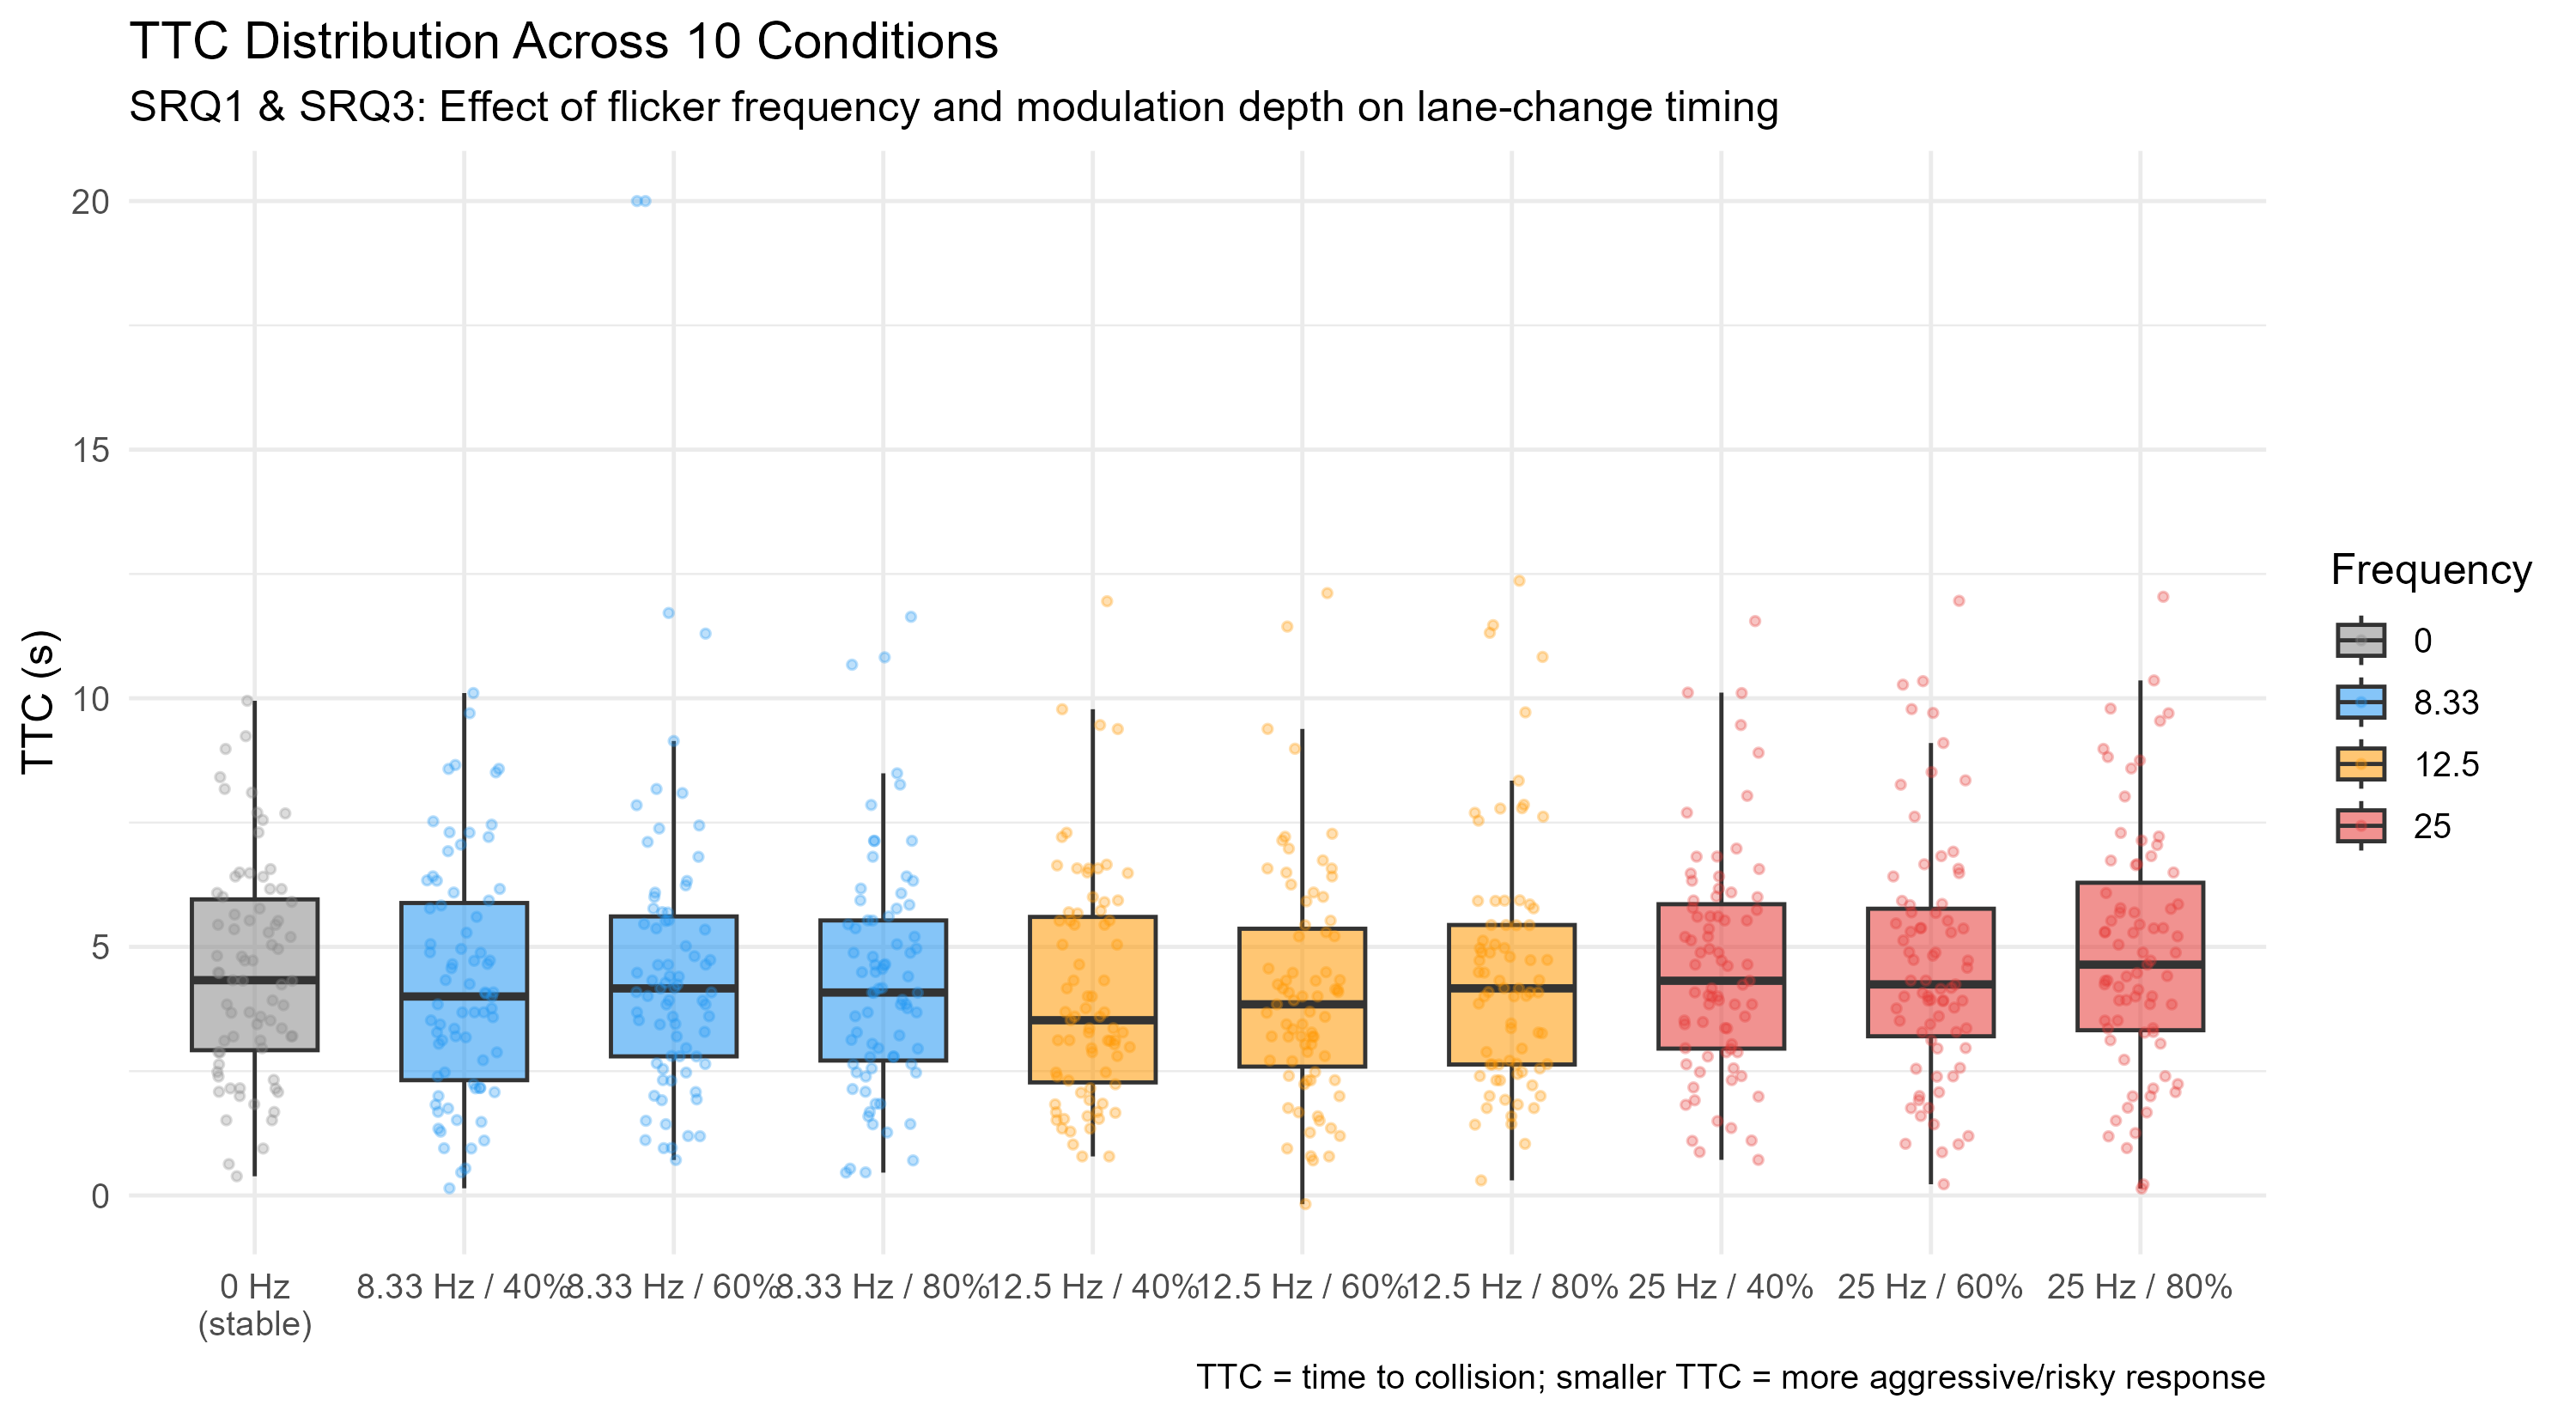 TTC Distribution Across 10 Conditions
SRQ1 & SRQ3: Effect of flicker frequency and modulation depth on lane-change timing
TTC (s)
20
15
10
5
0
0 Hz
(stable)
8.33 Hz / 40%
8.33 Hz / 60%
8.33 Hz / 80%
12.5 Hz / 40%
12.5 Hz / 60%
12.5 Hz / 80%
25 Hz / 40%
25 Hz / 60%
25 Hz / 80%
Frequency
0
8.33
12.5
25
TTC = time to collision; smaller TTC = more aggressive/risky response